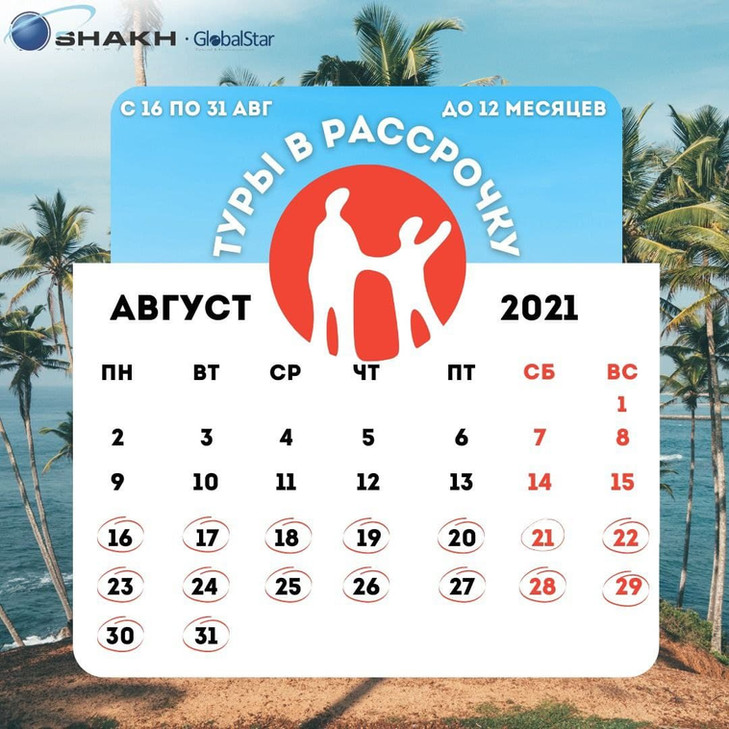 SHAKH · GlobalStar
С 16 ПО 31 АВГ
ДО 12 МЕСЯЦЕВ
ТУРЫ В РАССРОЧКУ
АВГУСТ 2021
ПН ВТ СР ЧТ ПТ СБ ВС
1
2 3 4 5 6 7 8
9 10 11 12 13 14 15
16 17 18 19 20 21 22
23 24 25 26 27 28 29
30 31